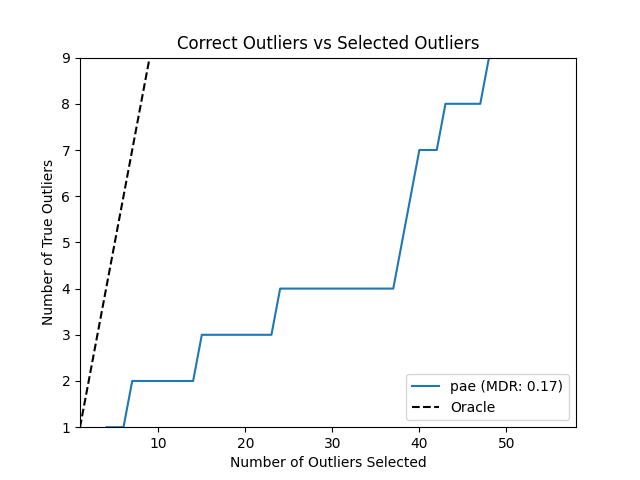 Correct Outliers vs Selected Outliers
Number of True Outliers
9
8
7
6
5
4
3
2
1
10 20 30 40 50
Number of Outliers Selected
pae (MDR: 0.17)
Oracle